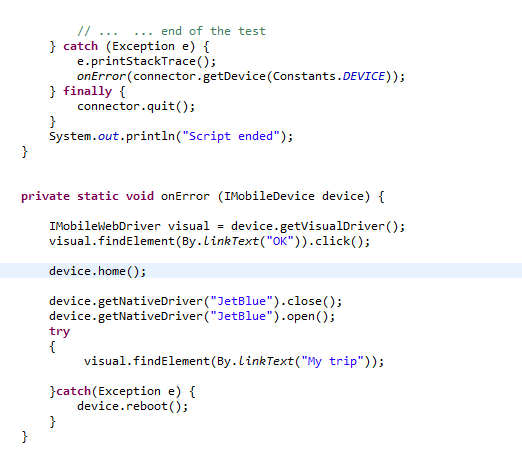 // ... ... end of the test
} catch (Exception e) {
e.printStackTrace();
onError(connector.getDevice(Constants.DEVICE));
} finally {
connector.quit();
}
System.out.println("Script ended");
}
private static void onError (IMobileDevice device) {
IMobileWebDriver visual = device.getVisualDriver();
visual.findElement(By.linkText("OK")).click();
device.home();
device.getNativeDriver("JetBlue").close();
device.getNativeDriver("JetBlue").open();
try
{
visual.findElement(By.linkText("My trip"));
}catch(Exception e) {
device.reboot();
}
}